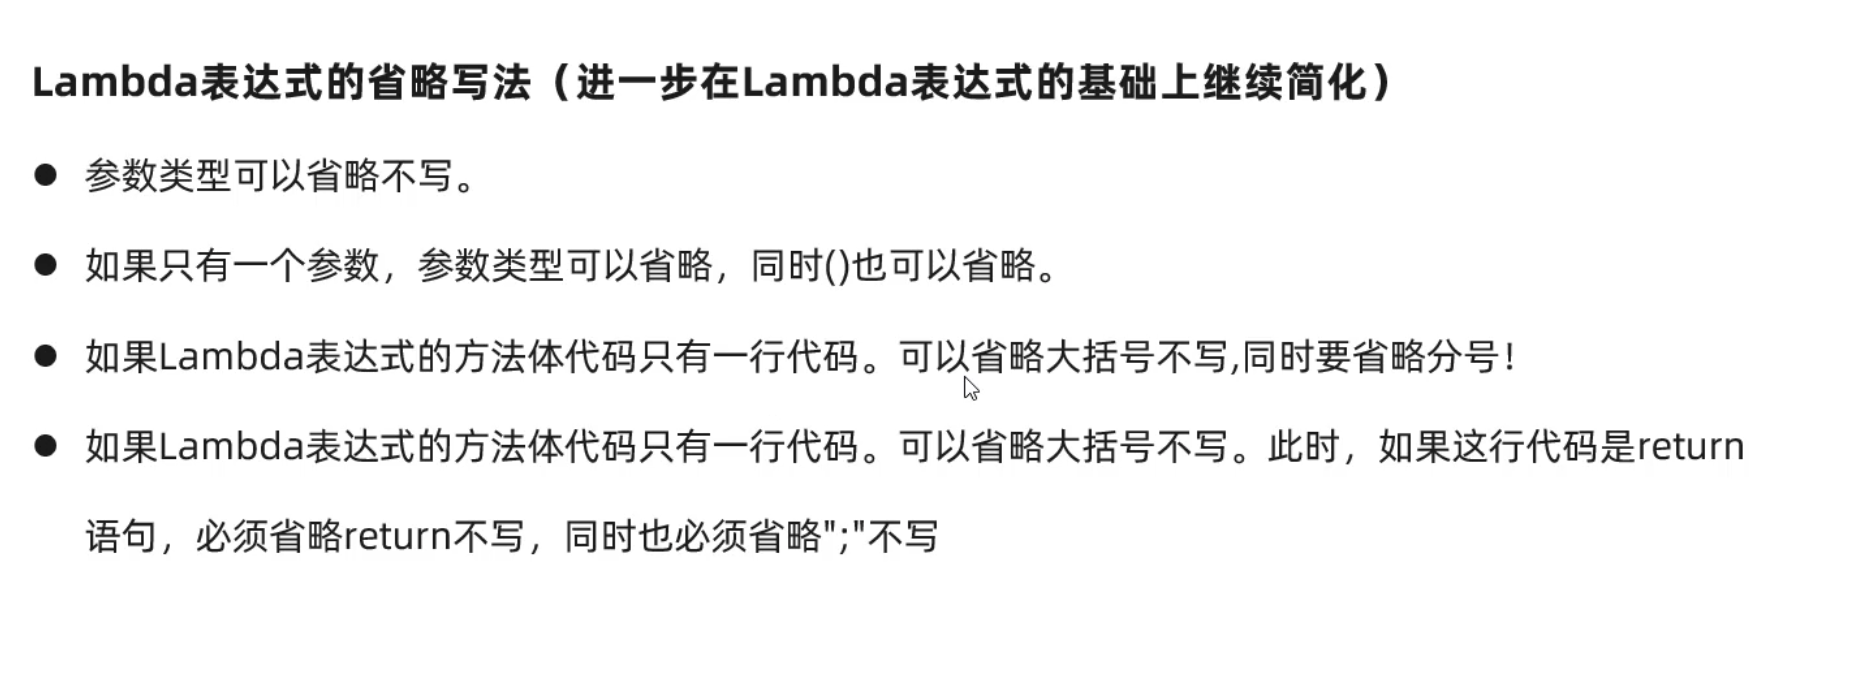 Lambda表达式的省略写法（进一步在Lambda表达式的基础上继续简化）
● 参数类型可以省略不写。
● 如果只有一个参数，参数类型可以省略，同时()也可以省略。
● 如果Lambda表达式的方法体代码只有一行代码。可以省略大括号不写,同时要省略分号！
● 如果Lambda表达式的方法体代码只有一行代码。可以省略大括号不写。此时，如果这行代码是return
语句，必须省略return不写，同时也必须省略";"不写